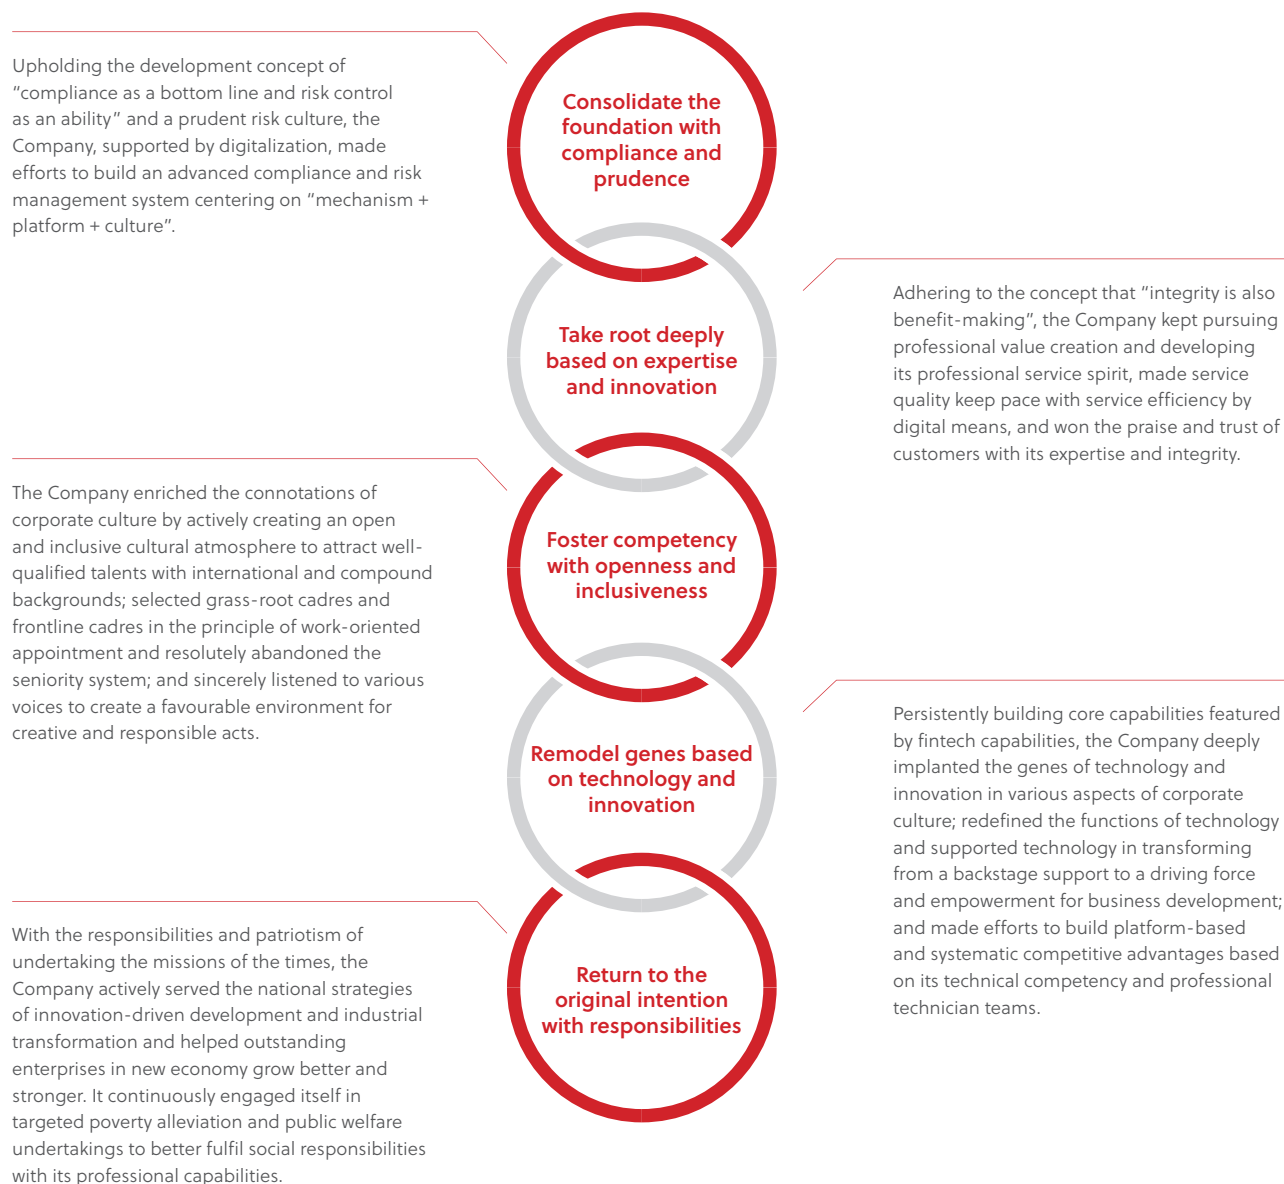 Consolidate the
foundation with
compliance and
prudence
Upholding the development concept of
“compliance as a bottom line and risk control
as an ability” and a prudent risk culture, the
Company, supported by digitalization, made
efforts to build an advanced compliance and risk
management system centering on “mechanism +
platform + culture”.
Take root deeply
based on expertise
and innovation
Adhering to the concept that “integrity is also
benefit-making”, the Company kept pursuing
professional value creation and developing
its professional service spirit, made service
quality keep pace with service efficiency by
digital means, and won the praise and trust of
customers with its expertise and integrity.
Foster competency
with openness and
inclusiveness
The Company enriched the connotations of
corporate culture by actively creating an open
and inclusive cultural atmosphere to attract well-
qualified talents with international and compound
backgrounds; selected grass-root cadres and
frontline cadres in the principle of work-oriented
appointment and resolutely abandoned the
seniority system; and sincerely listened to various
voices to create a favourable environment for
creative and responsible acts.
Remodel genes based
on technology and
innovation
Persistently building core capabilities featured
by fintech capabilities, the Company deeply
implanted the genes of technology and
innovation in various aspects of corporate
culture; redefined the functions of technology
and supported technology in transforming
from a backstage support to a driving force
and empowerment for business development;
and made efforts to build platform-based
and systematic competitive advantages based
on its technical competency and professional
technician teams.
Return to the
original intention
with responsibilities
With the responsibilities and patriotism of
undertaking the missions of the times, the
Company actively served the national strategies
of innovation-driven development and industrial
transformation and helped outstanding
enterprises in new economy grow better and
stronger. It continuously engaged itself in
targeted poverty alleviation and public welfare
undertakings to better fulfil social responsibilities
with its professional capabilities.